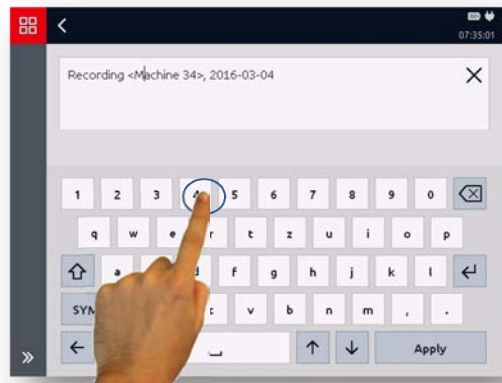 07:35:01
Recording <Machine 34>, 2016-03-04
1 2 3 4 5 6 7 8 9 0
q w e r t z u i o p
a d f g h j k l
SYM c v b n m , .
Apply